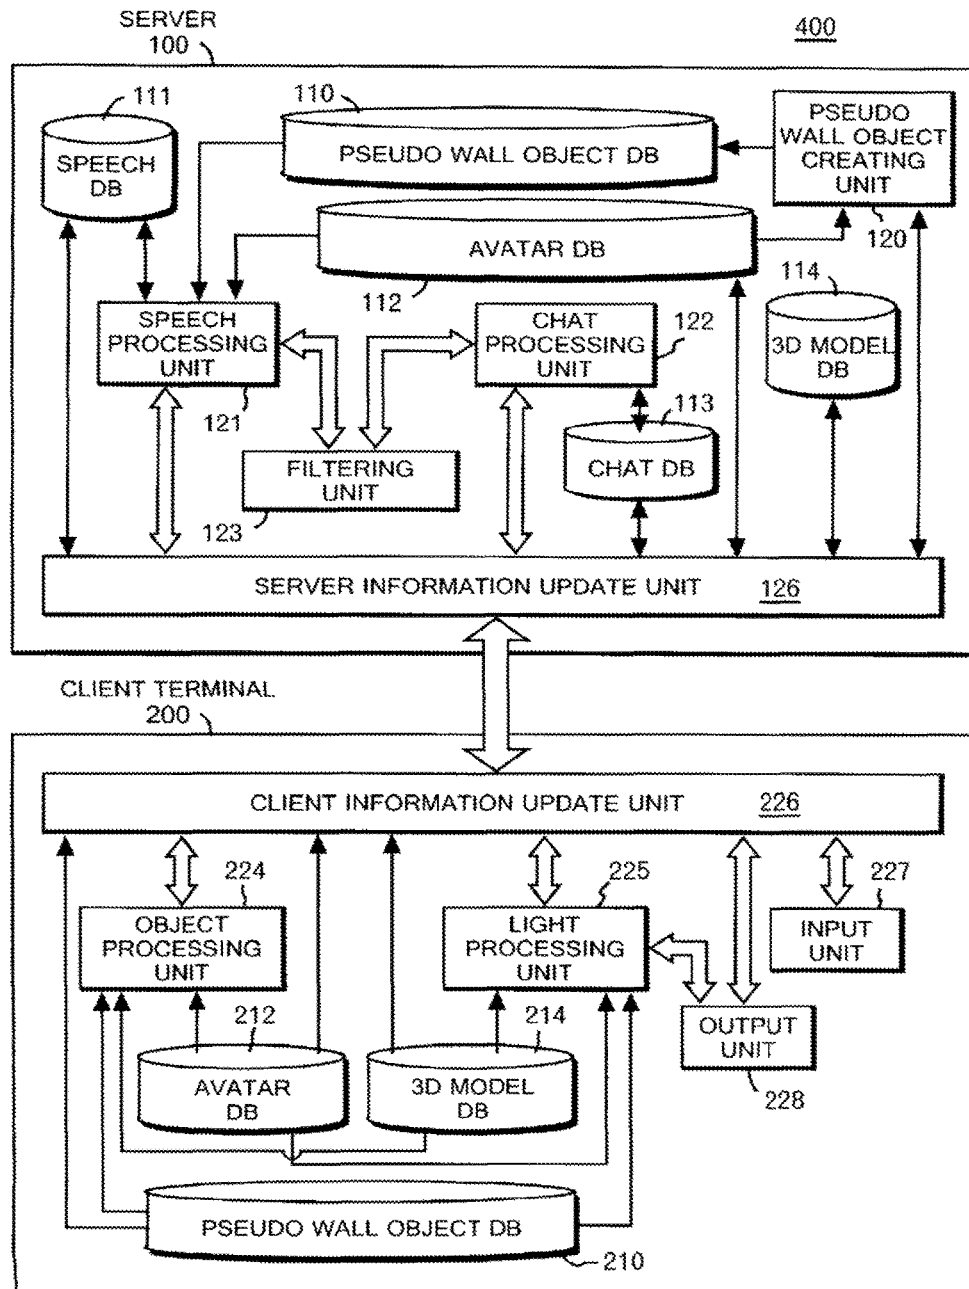 SERVER
100
400
111
SPEECH
DB
110
PSEUDO WALL OBJECT DB
PSEUDO
WALL OBJECT
CREATING
UNIT
120
AVATAR DB
112
114
3D MODEL
DB
SPEECH
PROCESSING
UNIT
121
CHAT
PROCESSING
UNIT
122
113
CHAT DB
FILTERING
UNIT
123
SERVER INFORMATION UPDATE UNIT 126
CLIENT TERMINAL
200
CLIENT INFORMATION UPDATE UNIT 226
224
OBJECT
PROCESSING
UNIT
225
LIGHT
PROCESSING
UNIT
227
INPUT
UNIT
212
AVATAR
DB
214
3D MODEL
DB
OUTPUT
UNIT
228
PSEUDO WALL OBJECT DB
210